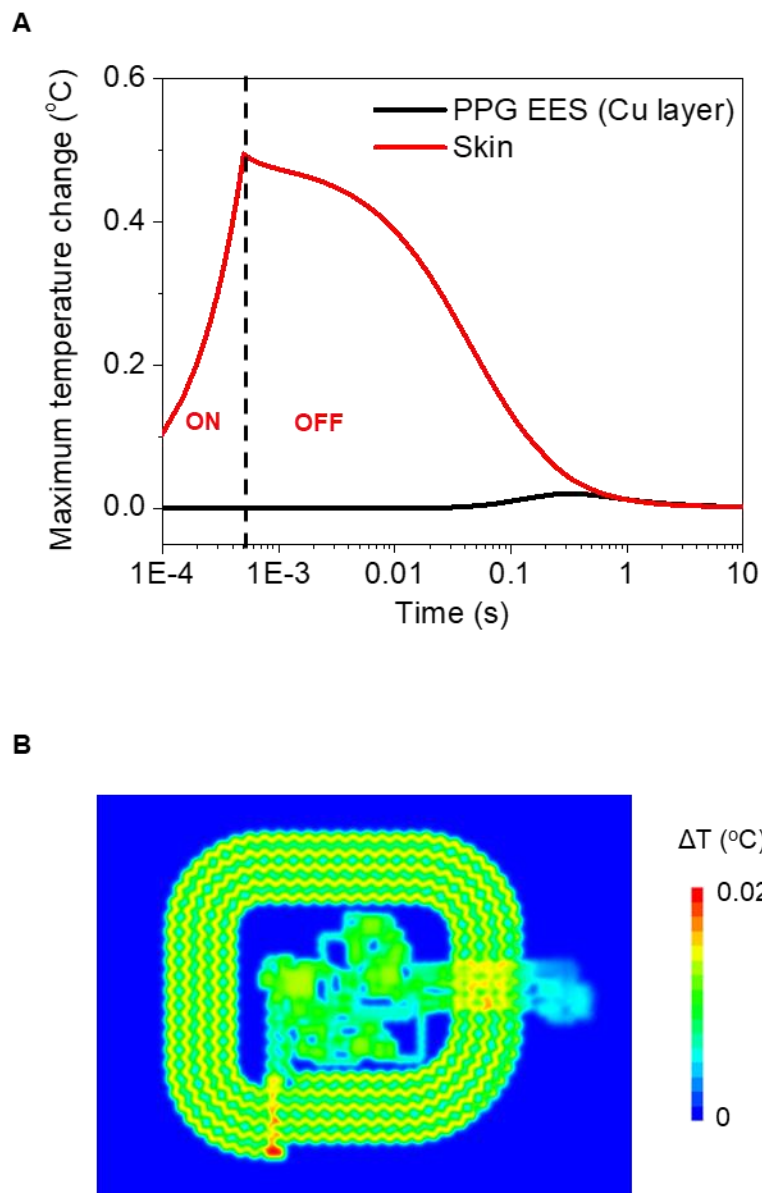 A
Maximum temperature change (°C)
0.6
0.4
0.2
0.0
PPG EES (Cu layer)
Skin
ON
OFF
1E-4
1E-3
0.01
0.1
1
10
Time (s)
B
ΔT (°C)
0.02
0